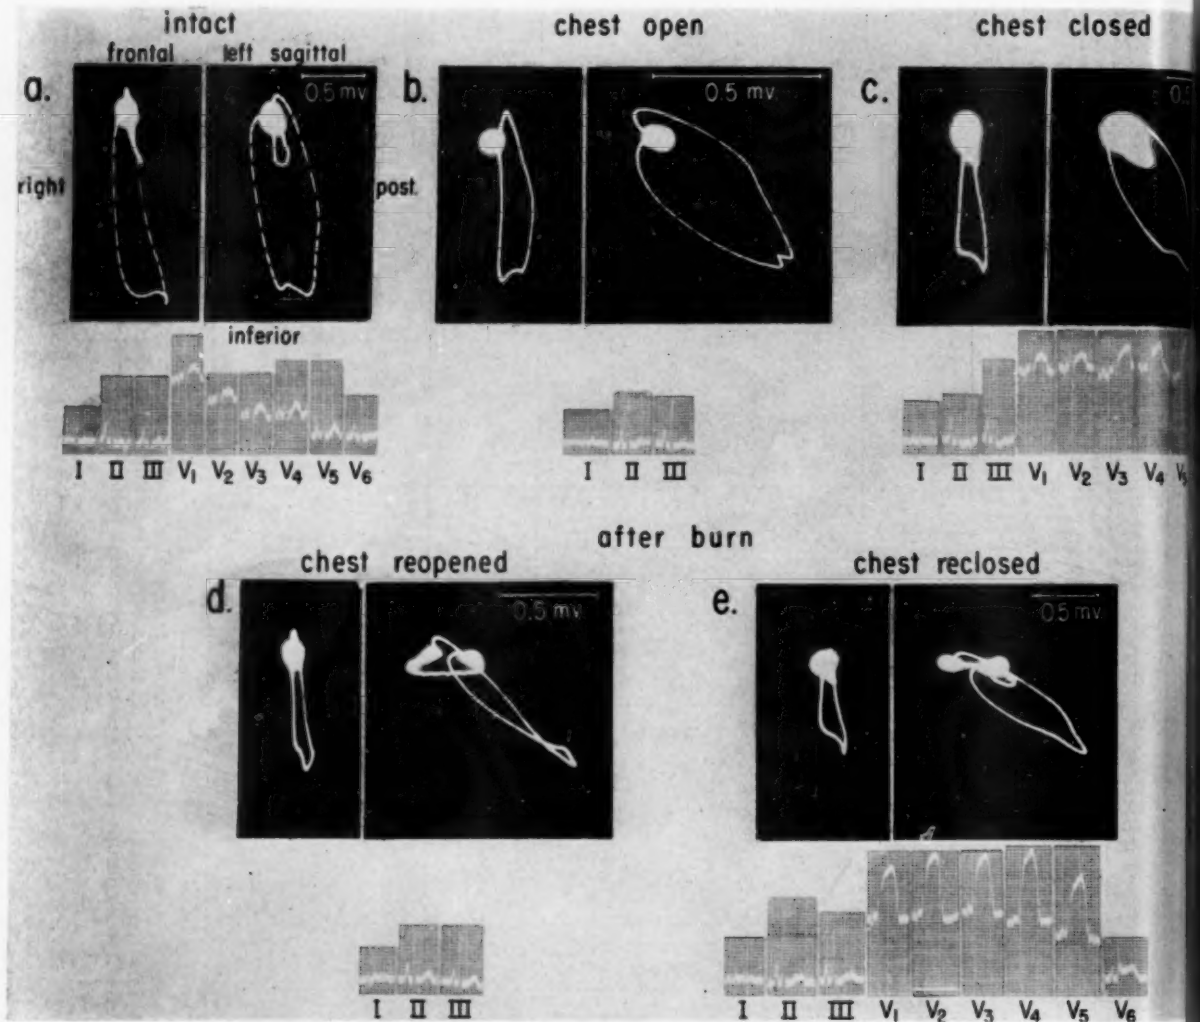 intact
chest open
chest closed
frontal
left sagittal
a.
0.5 mv.
b.
0.5 mv.
c.
right
post.
inferior
I II III V1 V2 V3 V4 V5 V6
I II III
I II III V1 V2 V3 V4
after burn
chest reopened
chest reclosed
d.
0.5 mv.
e.
0.5 mv.
I II III
I II III V1 V2 V3 V4 V5 V6